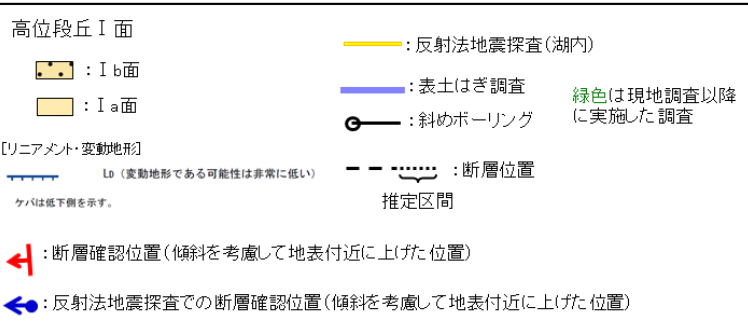 高位段丘Ⅰ面
:Ⅰb面
:Ⅰa面
[リニアメント・変動地形]
LD(変動地形である可能性は非常に低い)
ケバは低下側を示す。
:反射法地震探査(湖内)
:表土はぎ調査
:斜めボーリング
緑色は現地調査以降
に実施した調査
:断層位置
推定区間
:断層確認位置(傾斜を考慮して地表付近に上げた位置)
:反射法地震探査での断層確認位置(傾斜を考慮して地表付近に上げた位置)